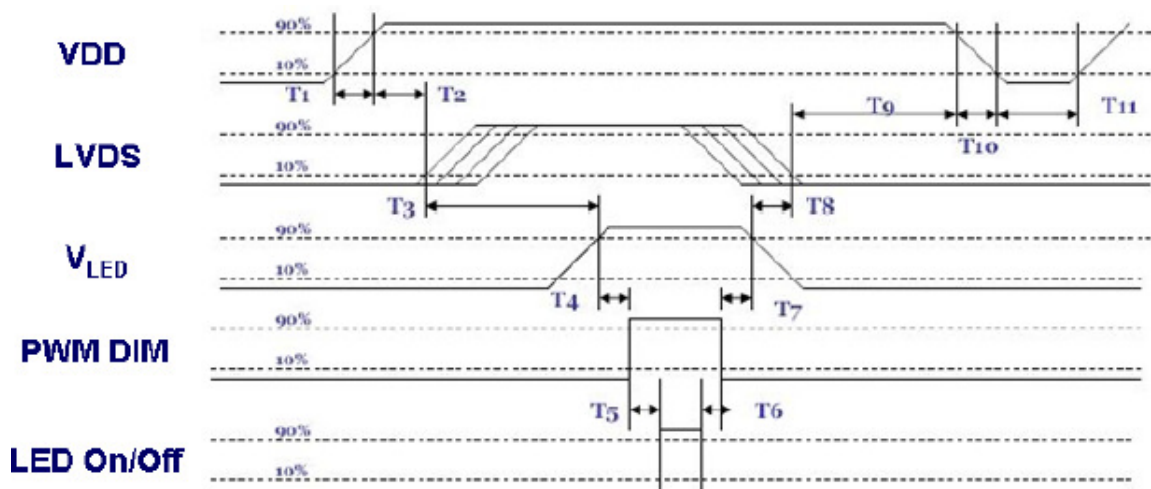 90%
VDD
10%
T1 T2 T9 T11
90%
T10
LVDS
10%
T3 T8
90%
VLED
10%
T4 T7
90%
PWM DIM
10%
T5 T6
90%
LED On/Off
10%